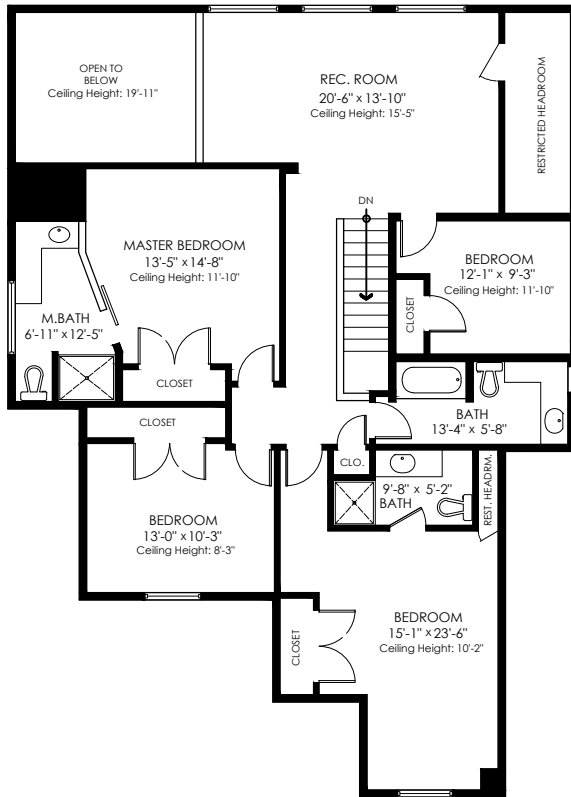 OPEN TO
BELOW
Ceiling Height: 19'-11"
REC. ROOM
20'-6" x 13'-10"
Ceiling Height: 15'-5"
RESTRICTED HEADROOM
DN
MASTER BEDROOM
13'-5" x 14'-8"
Ceiling Height: 11'-10"
BEDROOM
12'-1" x 9'-3"
Ceiling Height: 11'-10"
CLOSET
M.BATH
6'-11" x 12'-5"
CLOSET
CLOSET
BATH
13'-4" x 5'-8"
CLO.
9'-8" x 5'-2"
BATH
REST. HEADRM.
BEDROOM
13'-0" x 10'-3"
Ceiling Height: 8'-3"
CLOSET
BEDROOM
15'-1" x 23'-6"
Ceiling Height: 10'-2"